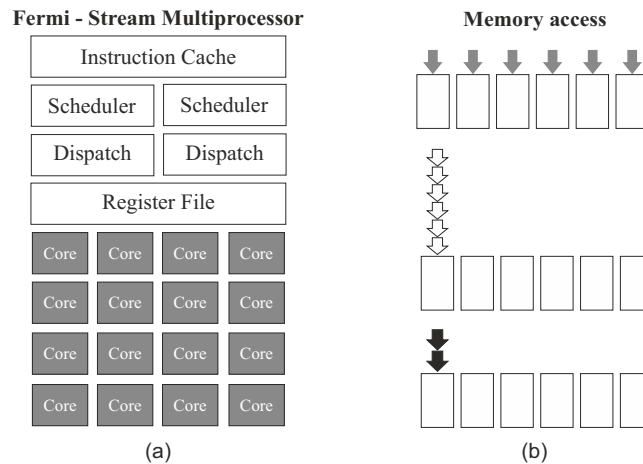 Fermi - Stream Multiprocessor
Instruction Cache
Scheduler Scheduler
Dispatch Dispatch
Register File
Core Core Core Core
Core Core Core Core
Core Core Core Core
Core Core Core Core
(a)
Memory access
(b)